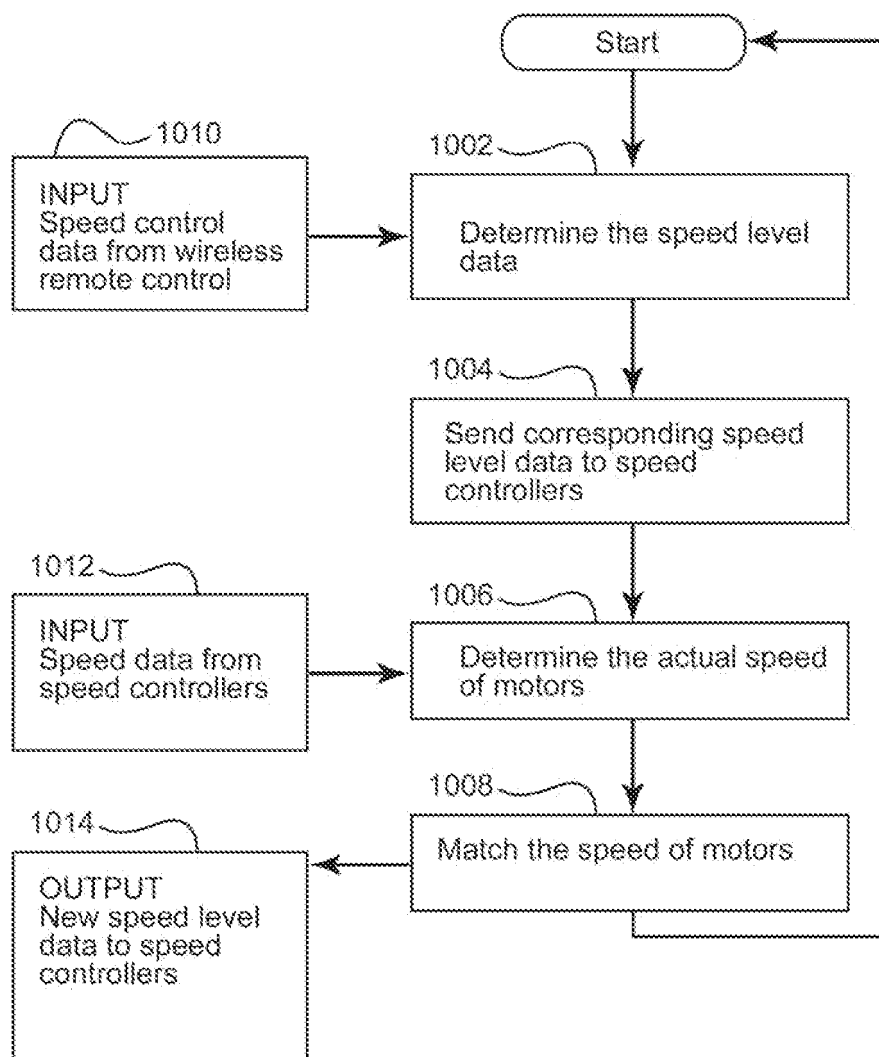 Start
1010
INPUT
Speed control
data from wireless
remote control
1002
Determine the speed level
data
1004
Send corresponding speed
level data to speed
controllers
1012
INPUT
Speed data from
speed controllers
1006
Determine the actual speed
of motors
1008
Match the speed of motors
1014
OUTPUT
New speed level
data to speed
controllers